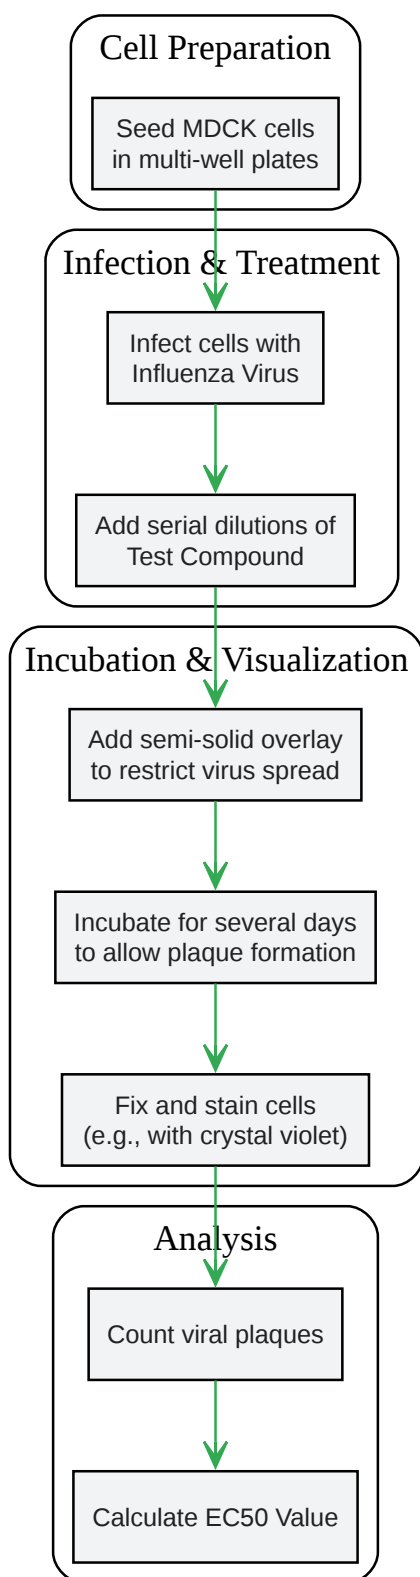 Cell Preparation
Seed MDCK cells
in multi-well plates
Infection & Treatment
Infect cells with
Influenza Virus
Add serial dilutions of
Test Compound
Incubation & Visualization
Add semi-solid overlay
to restrict virus spread
Incubate for several days
to allow plaque formation
Fix and stain cells
(e.g., with crystal violet)
Analysis
Count viral plaques
Calculate EC50 Value